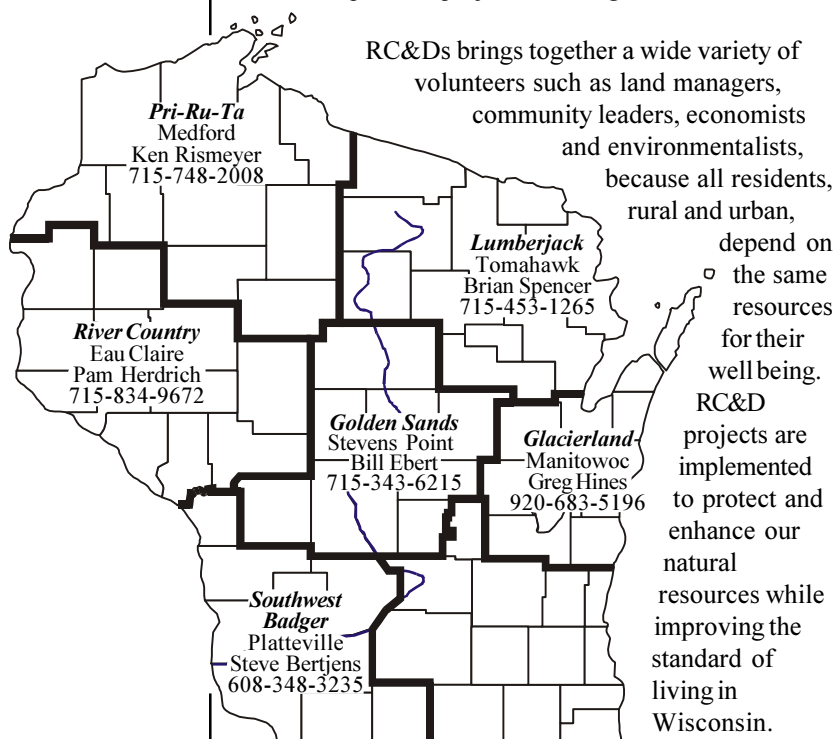 RC&Ds brings together a wide variety of
volunteers such as land managers,
community leaders, economists
and environmentalists,
because all residents,
rural and urban,
depend on
the same
resources
for their
well being.
RC&D
projects are
implemented
to protect and
enhance our
natural
resources while
improving the
standard of
living in
Wisconsin.
Pri-Ru-Ta
Medford
Ken Rismeyer
715-748-2008
Lumberjack
Tomahawk
Brian Spencer
715-453-1265
River Country
Eau Claire
Pam Herdrich
715-834-9672
Golden Sands
Stevens Point
Bill Ebert
715-343-6215
Glacierland
Manitowoc
Greg Hines
920-683-5196
Southwest
Badger
Platteville
Steve Bertjens
608-348-3235